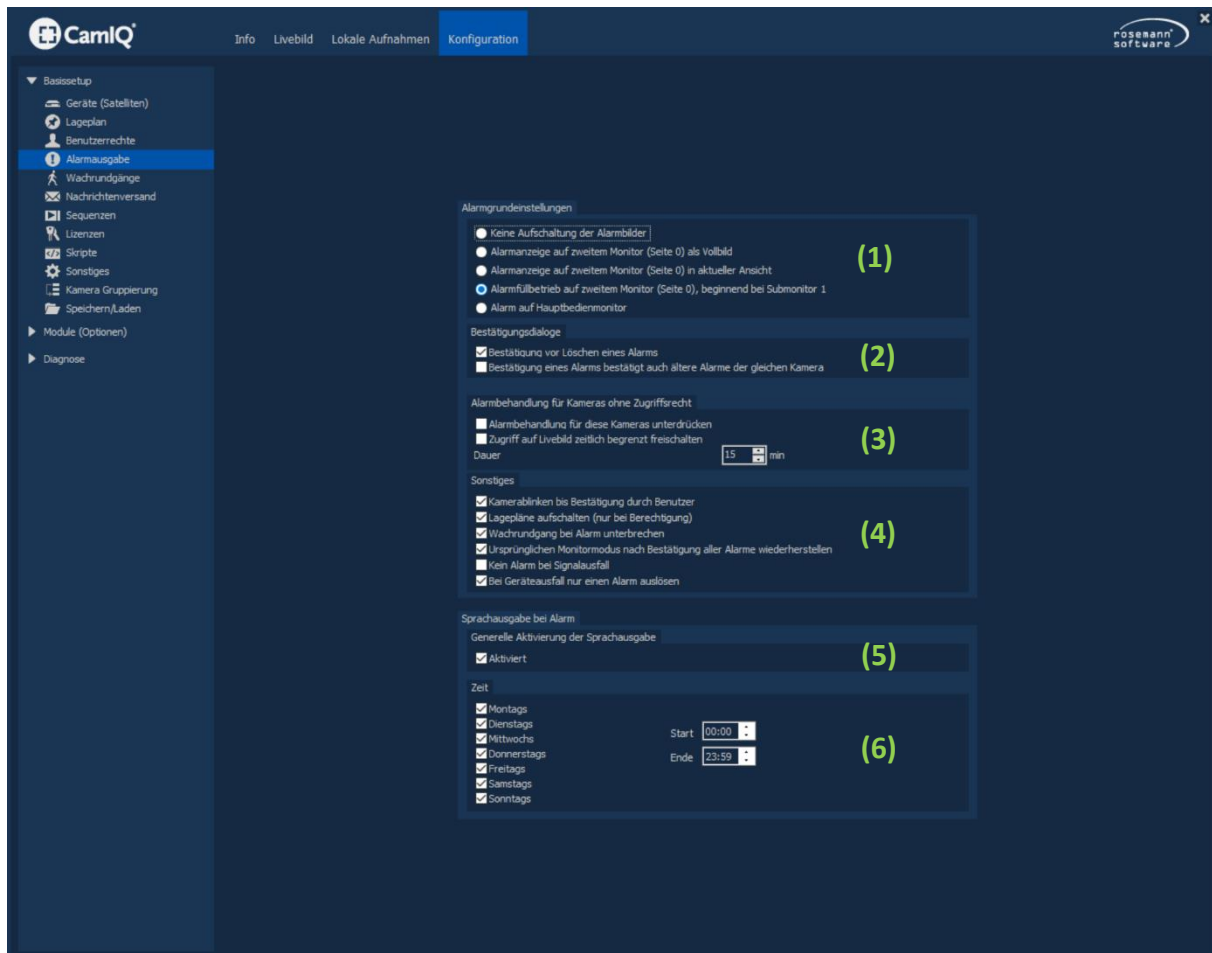 CamIQ®
Info Livebild Lokale Aufnahmen Konfiguration
rosemann®
software
Basissetup
Geräte (Satelliten)
Lageplan
Benutzerrechte
Alarmausgabe
Wachrundgänge
Nachrichtenversand
Sequenzen
Lizenzen
Skripte
Sonstiges
Kamera Gruppierung
Speichern/Laden
Module (Optionen)
Diagnose
Alarmgrundeinstellungen
Keine Aufschaltung der Alarmbilder
Alarmanzeige auf zweitem Monitor (Seite 0) als Vollbild
Alarmanzeige auf zweitem Monitor (Seite 0) in aktueller Ansicht
Alarmfüllbetrieb auf zweitem Monitor (Seite 0), beginnend bei Submonitor 1
Alarm auf Hauptbedienmonitor
(1)
Bestätigungsdialoge
Bestätigung vor Löschen eines Alarms
Bestätigung eines Alarms bestätigt auch ältere Alarme der gleichen Kamera
(2)
Alarmbehandlung für Kameras ohne Zugriffsrecht
Alarmbehandlung für diese Kameras unterdrücken
Zugriff auf Livebild zeitlich begrenzt freischalten
Dauer 15 min
(3)
Sonstiges
Kamerablinken bis Bestätigung durch Benutzer
Lagepläne aufschalten (nur bei Berechtigung)
Wachrundgang bei Alarm unterbrechen
Ursprünglichen Monitormodus nach Bestätigung aller Alarme wiederherstellen
Kein Alarm bei Signalausfall
Bei Geräteausfall nur einen Alarm auslösen
(4)
Sprachausgabe bei Alarm
Generelle Aktivierung der Sprachausgabe
Aktiviert
(5)
Zeit
Montags
Dienstags
Mittwochs
Donnerstags
Freitags
Samstags
Sonntags
Start 00:00
Ende 23:59
(6)